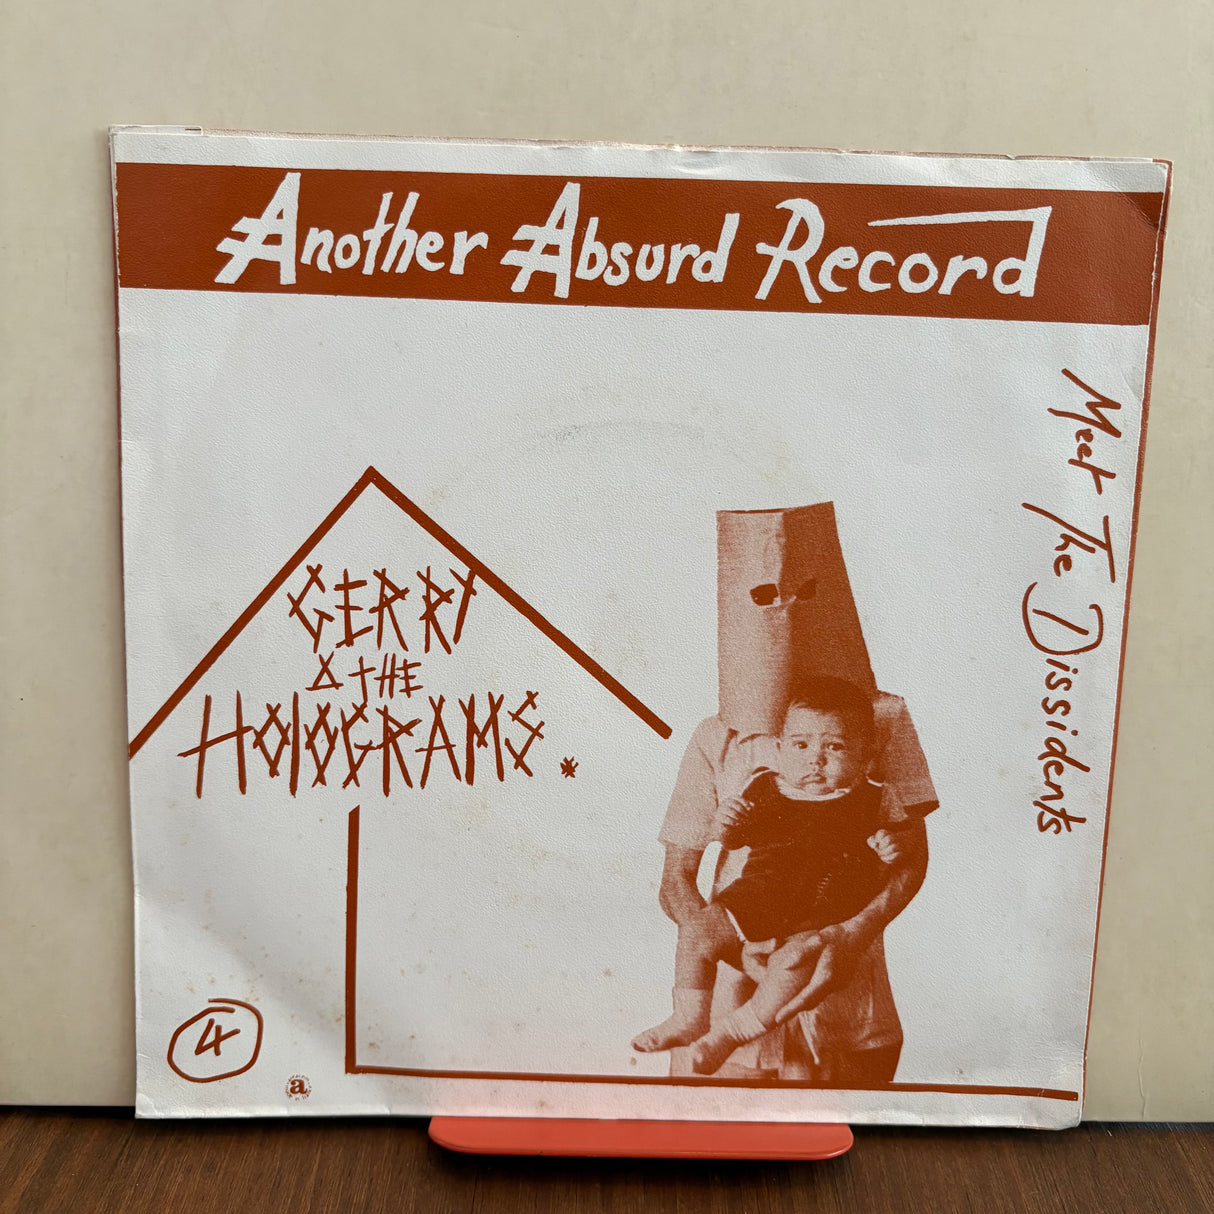 Another Absurd Record
Meet The Dissidents
GERRY
& THE
HOLOGRAMS.*
4
a